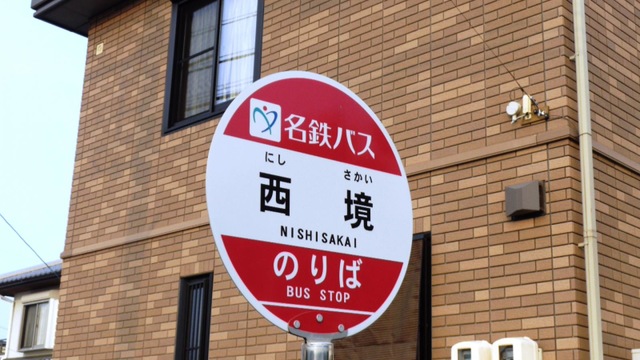 名鉄バス
にし さかい
西境
NISHISAKAI
のりば
BUS STOP